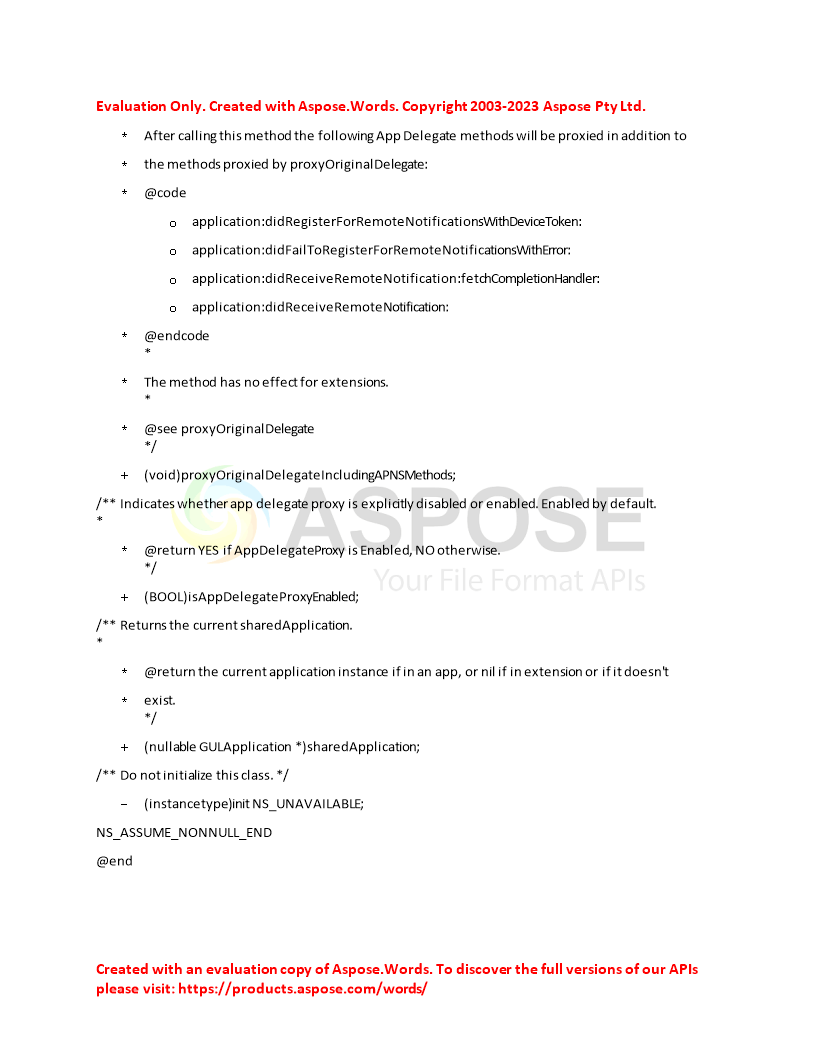 Evaluation Only. Created with Aspose.Words. Copyright 2003-2023 Aspose Pty Ltd.
* After calling this method the following App Delegate methods will be proxied in addition to
* the methods proxied by proxyOriginalDelegate:
* @code
o application:didRegisterForRemoteNotificationsWithDeviceToken:
o application:didFailToRegisterForRemoteNotificationsWithError:
o application:didReceiveRemoteNotification:fetchCompletionHandler:
o application:didReceiveRemoteNotification:
* @endcode
*
* The method has no effect for extensions.
*
* @see proxyOriginalDelegate
*/
+ (void)proxyOriginalDelegateIncludingAPNSMethods;
/** Indicates whether app delegate proxy is explicitly disabled or enabled. Enabled by default.
*
ASPOSE
* @return YES if AppDelegateProxy is Enabled, NO otherwise.
*/
Your File Format APIs
+ (BOOL)isAppDelegateProxyEnabled;
/** Returns the current sharedApplication.
*
* @return the current application instance if in an app, or nil if in extension or if it doesn't
* exist.
*/
+ (nullable GULApplication *)sharedApplication;
/** Do not initialize this class. */
− (instancetype)init NS_UNAVAILABLE;
NS_ASSUME_NONNULL_END
@end
Created with an evaluation copy of Aspose.Words. To discover the full versions of our APIs
please visit: https://products.aspose.com/words/